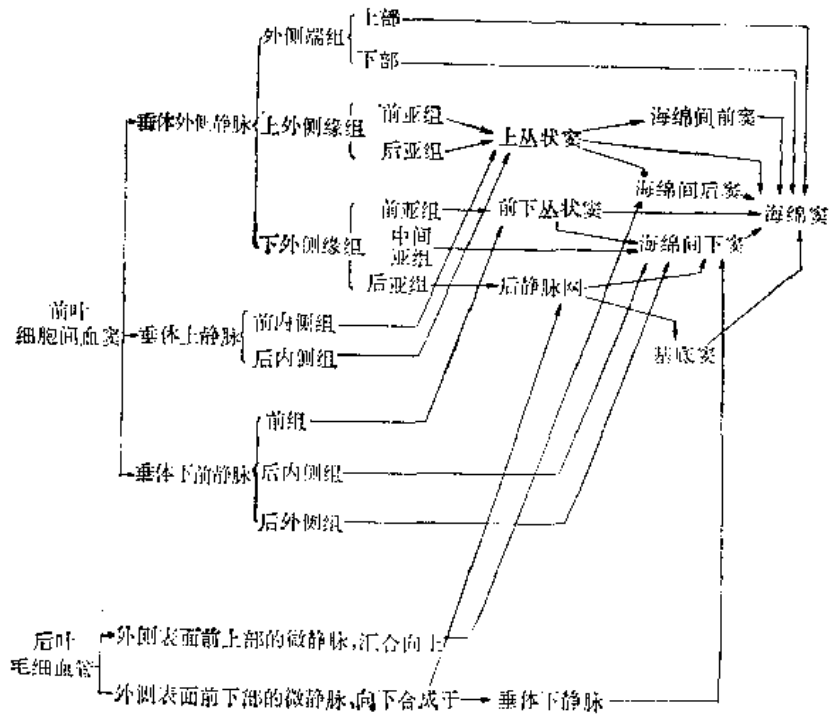 外侧端组
上部
下部
垂体外侧静脉
上外侧缘组
前亚组
后亚组
上丛状窦
海绵间前窦
海绵间后窦
海绵窦
下外侧缘组
前亚组
中间
亚组
后亚组
前下丛状窦
海绵间下窦
后静脉网
基底窦
前叶
细胞间血窦
垂体上静脉
前内侧组
后内侧组
垂体下前静脉
前组
后内侧组
后外侧组
后叶
毛细血管
外侧表面前上部的微静脉,汇合向上
外测表面前下部的微静脉,向下合成于
垂体下静脉